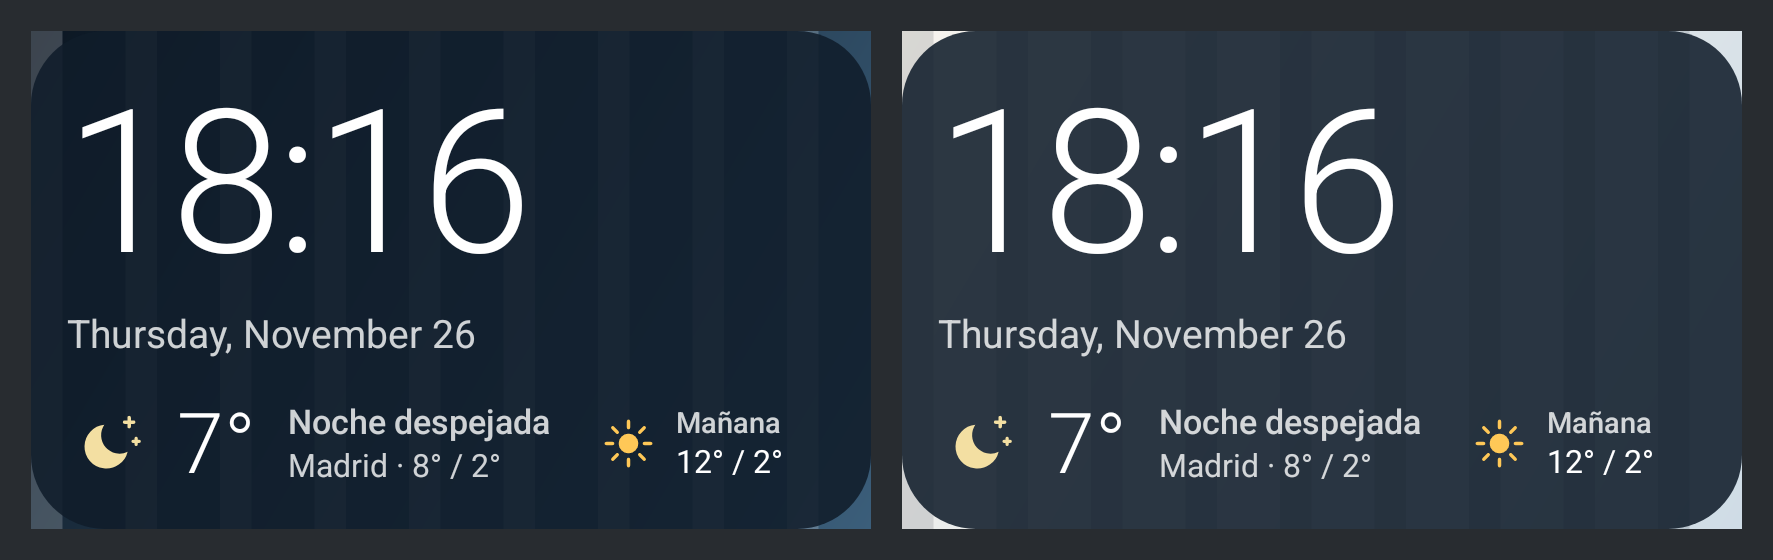 18:16
Thursday, November 26
7° Noche despejada
Madrid · 8° / 2°
Mañana
12° / 2°
18:16
Thursday, November 26
7° Noche despejada
Madrid · 8° / 2°
Mañana
12° / 2°